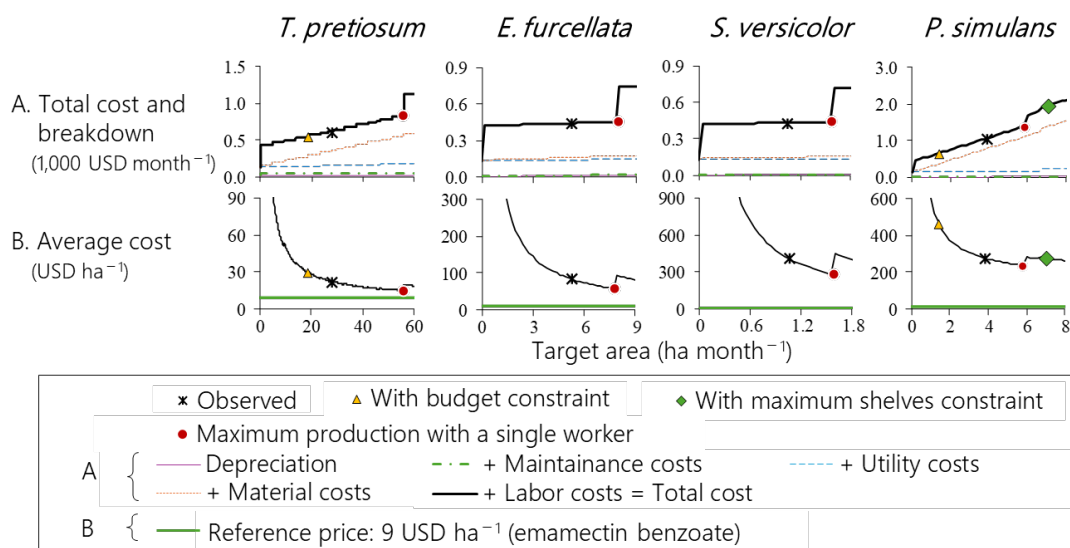 T. pretiosum E. furcellata S. versicolor P. simulans
A. Total cost and
breakdown
(1,000 USD month⁻¹)
1.5
1.0
0.5
0.0
0.9
0.6
0.3
0.0
0.9
0.6
0.3
0.0
3.0
2.0
1.0
0.0
B. Average cost
(USD ha⁻¹)
90
60
30
0
0 20 40 60
300
200
100
0
0 3 6 9
900
600
300
0
0 0.6 1.2 1.8
600
400
200
0
0 2 4 6 8
Target area (ha month⁻¹)
Observed With budget constraint With maximum shelves constraint
Maximum production with a single worker
A Depreciation + Maintainance costs + Utility costs
+ Material costs + Labor costs = Total cost
B Reference price: 9 USD ha⁻¹ (emamectin benzoate)